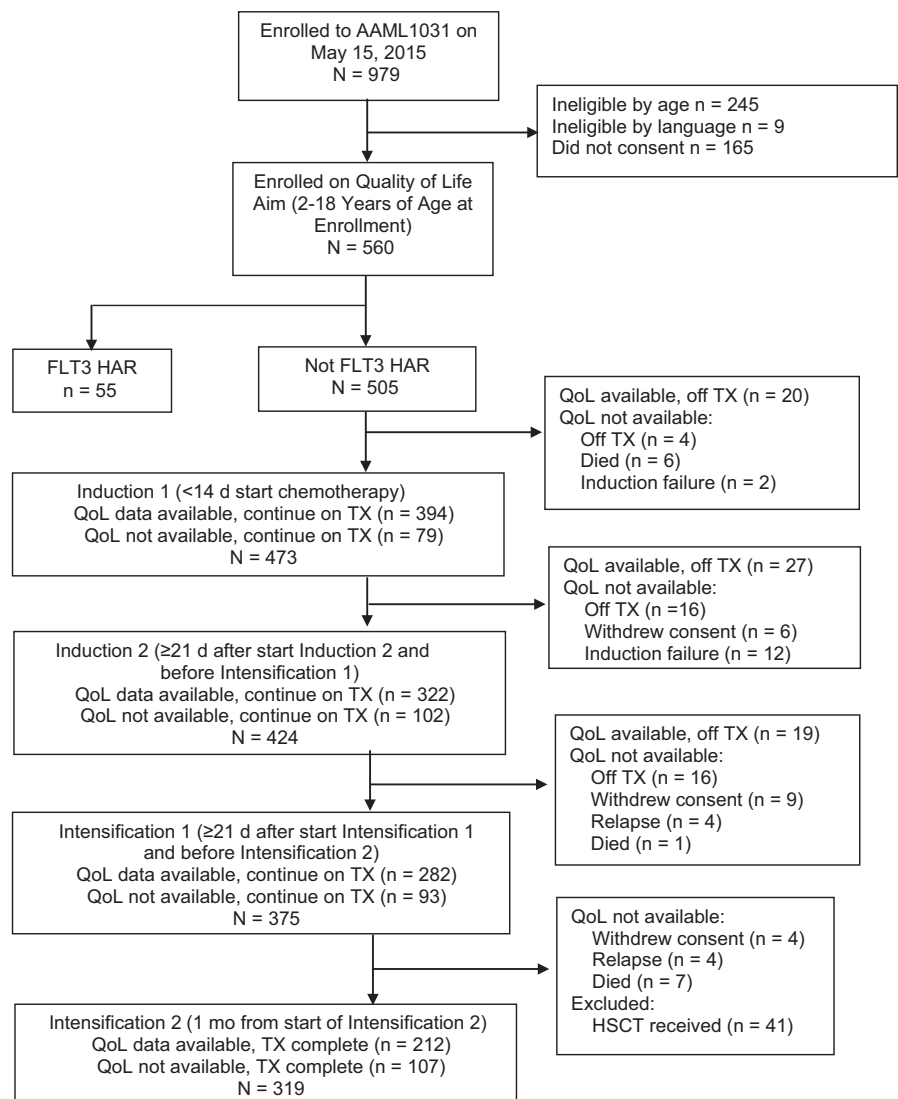 Enrolled to AAML1031 on
May 15, 2015
N = 979
Ineligible by age n = 245
Ineligible by language n = 9
Did not consent n = 165
Enrolled on Quality of Life
Aim (2-18 Years of Age at
Enrollment)
N = 560
FLT3 HAR
n = 55
Not FLT3 HAR
N = 505
QoL available, off TX (n = 20)
QoL not available:
Off TX (n = 4)
Died (n = 6)
Induction failure (n = 2)
Induction 1 (<14 d start chemotherapy)
QoL data available, continue on TX (n = 394)
QoL not available, continue on TX (n = 79)
N = 473
QoL available, off TX (n = 27)
QoL not available:
Off TX (n =16)
Withdrew consent (n = 6)
Induction failure (n = 12)
Induction 2 (≥21 d after start Induction 2 and
before Intensification 1)
QoL data available, continue on TX (n = 322)
QoL not available, continue on TX (n = 102)
N = 424
QoL available, off TX (n = 19)
QoL not available:
Off TX (n = 16)
Withdrew consent (n = 9)
Relapse (n = 4)
Died (n = 1)
Intensification 1 (≥21 d after start Intensification 1
and before Intensification 2)
QoL data available, continue on TX (n = 282)
QoL not available, continue on TX (n = 93)
N = 375
QoL not available:
Withdrew consent (n = 4)
Relapse (n = 4)
Died (n = 7)
Excluded:
HSCT received (n = 41)
Intensification 2 (1 mo from start of Intensification 2)
QoL data available, TX complete (n = 212)
QoL not available, TX complete (n = 107)
N = 319